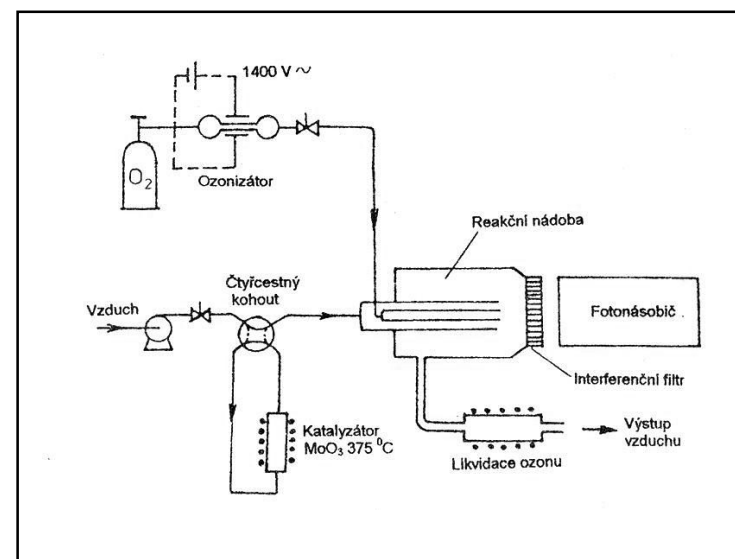 1400 V ~
O₂
Ozonizátor
Reakční nádoba
Čtyřcestný
kohout
Vzduch
Fotonásobič
Interferenční filtr
Katalyzátor
MoO₃ 375 ⁰C
Výstup
vzduchu
Likvidace ozonu